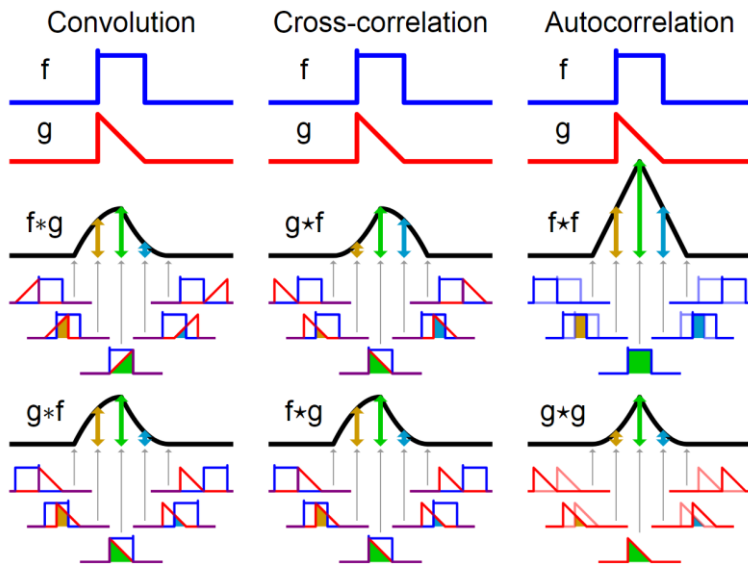 Convolution Cross-correlation Autocorrelation
f f f
g g g
f∗g g⋆f f⋆f
g∗f f⋆g g⋆g